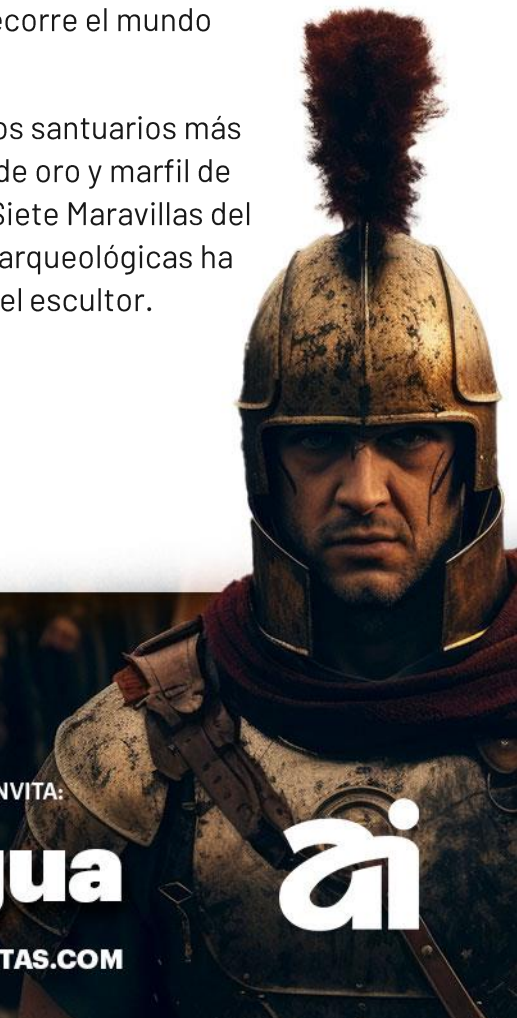 ecorre el mundo
os santuarios más
de oro y marfil de
Siete Maravillas del
arqueológicas ha
el escultor.
NVITA:
gua
ai
TAS.COM